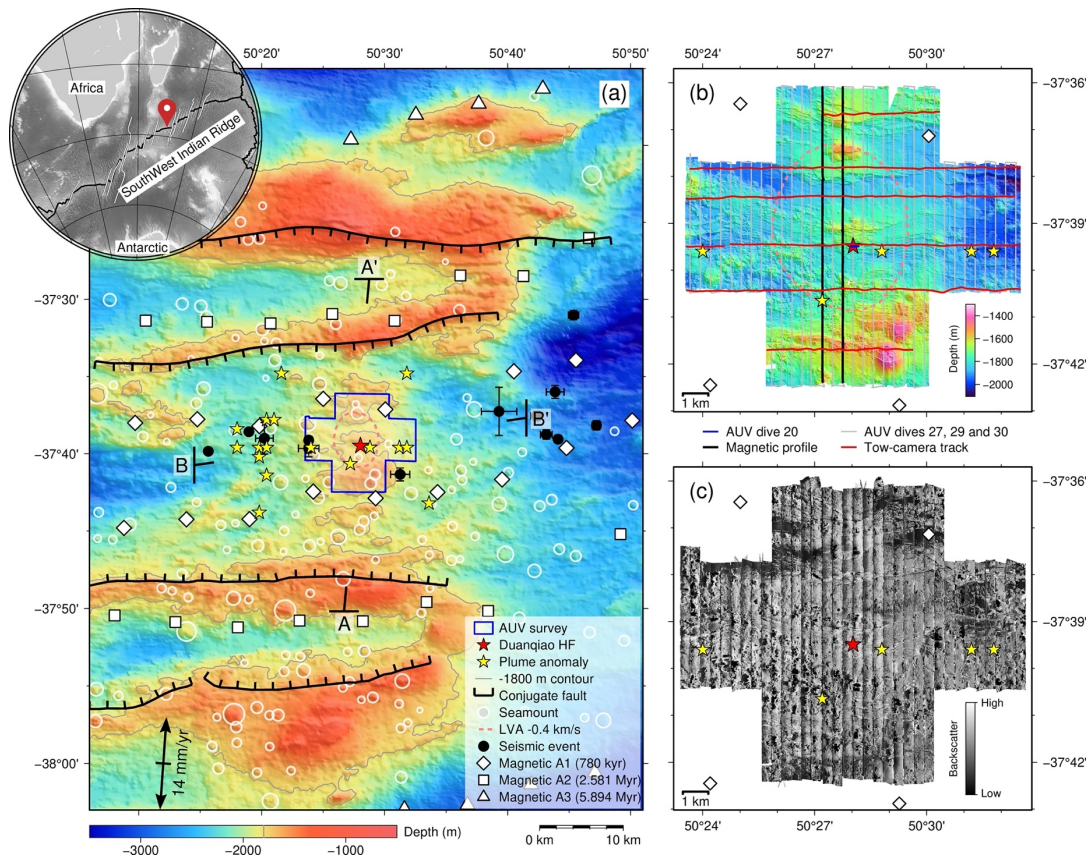 50°20'
50°30'
50°40'
50°50'
(a)
Africa
SouthWest Indian Ridge
Antarctic
A'
−37°30'
B'
−37°40'
B
−37°50'
A
−38°00'
14 mm/yr
AUV survey
Duanqiao HF
Plume anomaly
-1800 m contour
Conjugate fault
Seamount
LVA -0.4 km/s
Seismic event
Magnetic A1 (780 kyr)
Magnetic A2 (2.581 Myr)
Magnetic A3 (5.894 Myr)
Depth (m)
−3000
−2000
−1000
0 km
10 km
50°24'
50°27'
50°30'
(b)
−37°36'
−37°39'
−37°42'
Depth (m)
−1400
−1600
−1800
−2000
1 km
AUV dive 20
AUV dives 27, 29 and 30
Magnetic profile
Tow-camera track
(c)
−37°36'
−37°39'
−37°42'
Backscatter
High
Low
1 km
50°24'
50°27'
50°30'